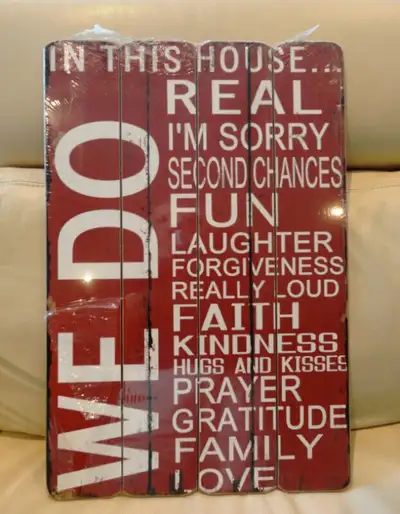 IN THIS HOUSE...
WE DO
REAL
I'M SORRY
SECOND CHANCES
FUN
LAUGHTER
FORGIVENESS
REALLY LOUD
FAITH
KINDNESS
HUGS AND KISSES
PRAYER
GRATITUDE
FAMILY
LOVE